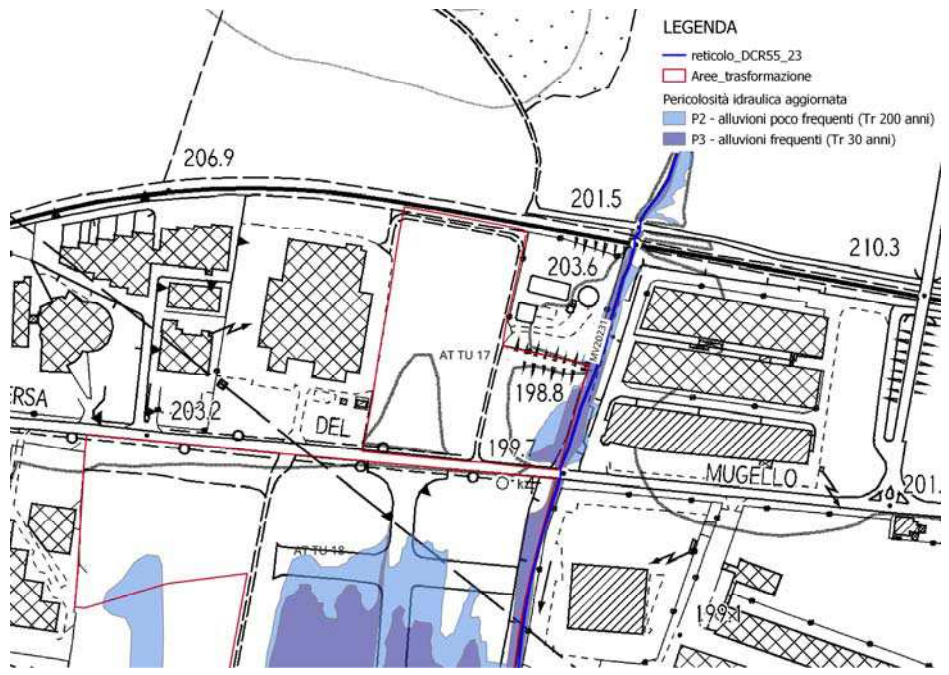 LEGENDA
reticolo_DCR55_23
Aree_trasformazione
Pericolosità idraulica aggiornata
P2 - alluvioni poco frequenti (Tr 200 anni)
P3 - alluvioni frequenti (Tr 30 anni)
206.9
201.5
210.3
203.6
MV20231
AT TU 17
198.8
ERSA
203.2
DEL
199.7
MUGELLO
201.
AT TU 18
199.1